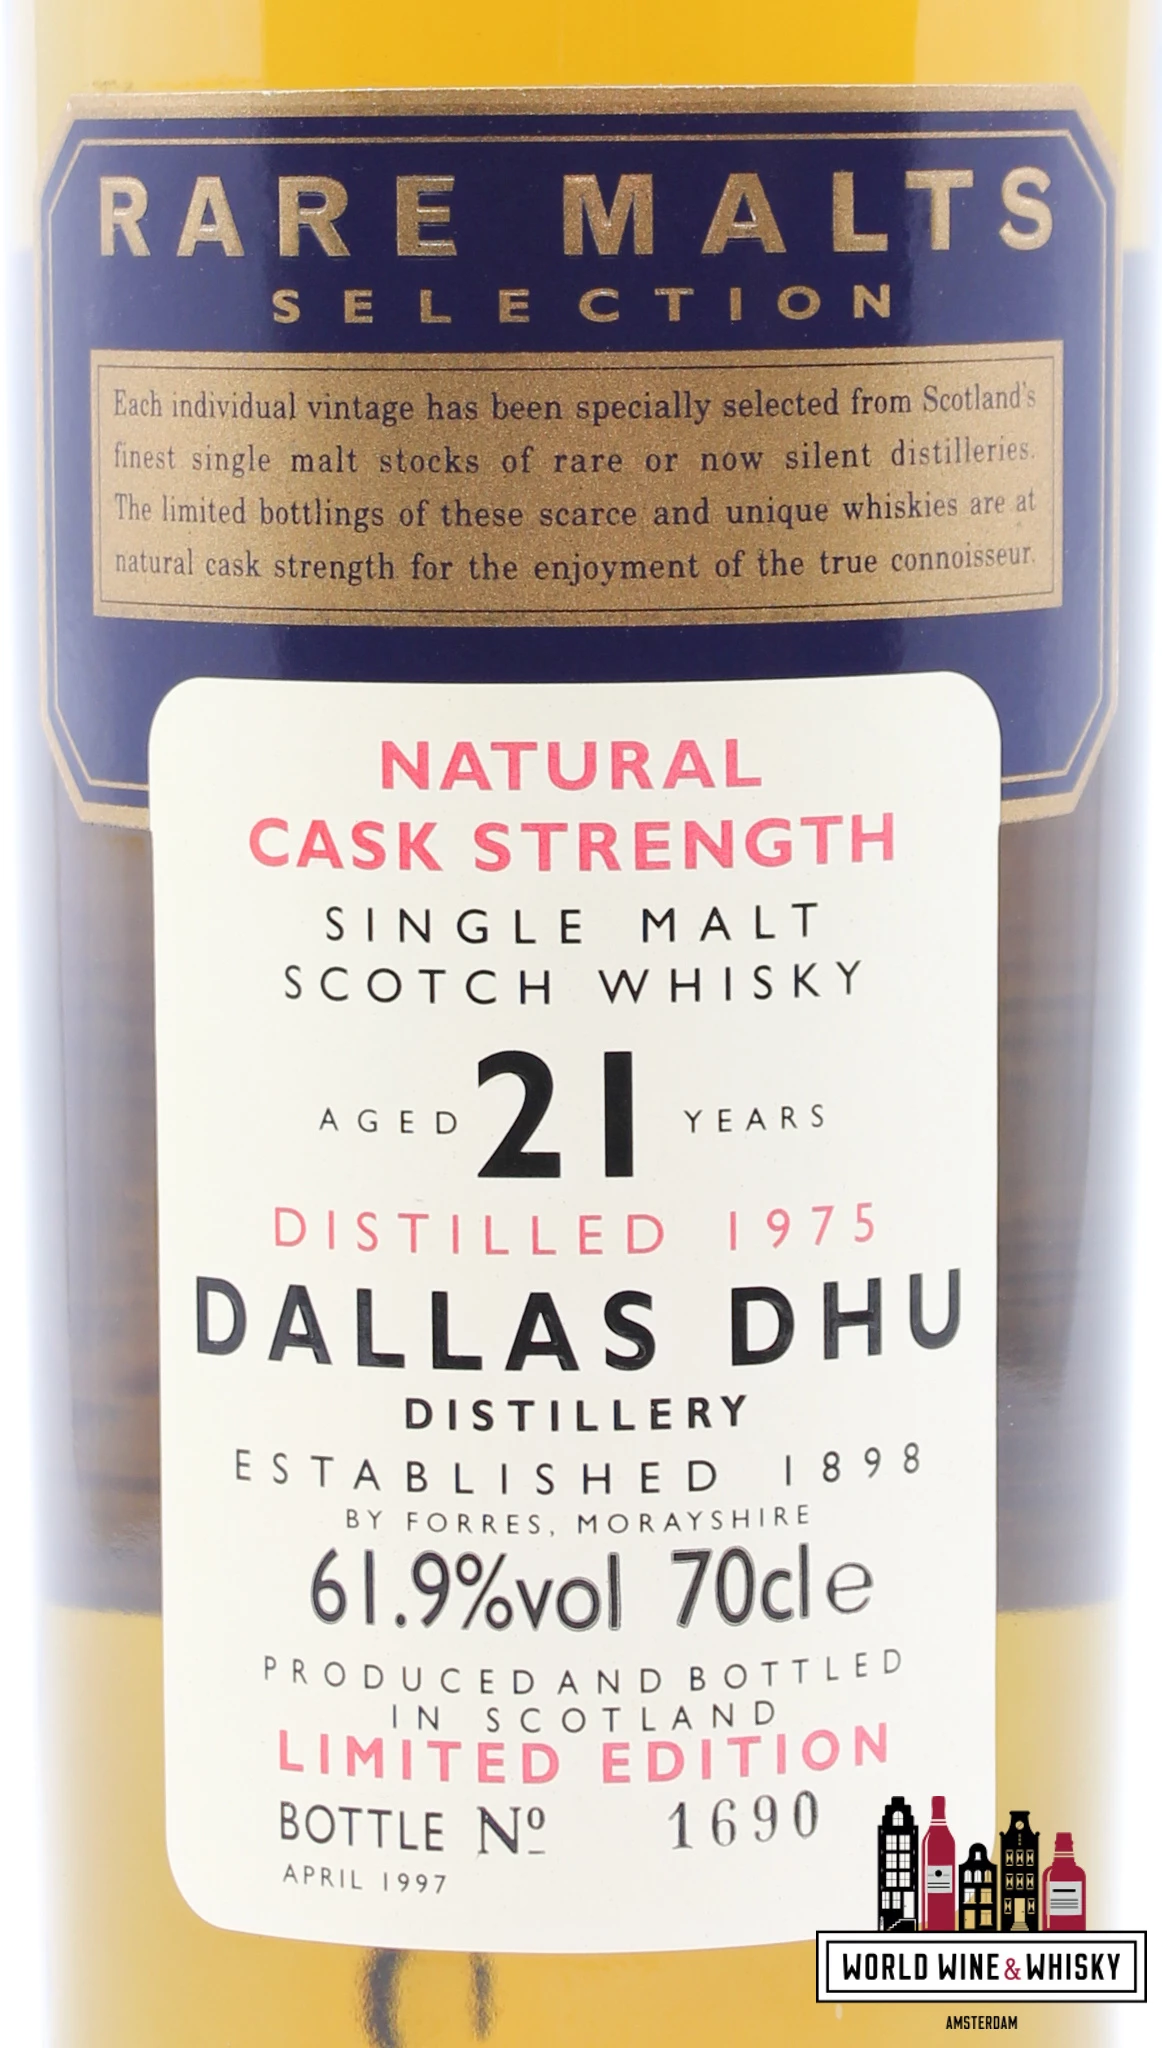 RARE MALTS
SELECTION
Each individual vintage has been specially selected from Scotland's
finest single malt stocks of rare or now silent distilleries.
The limited bottlings of these scarce and unique whiskies are at
natural cask strength for the enjoyment of the true connoisseur.
NATURAL
CASK STRENGTH
SINGLE MALT
SCOTCH WHISKY
AGED 21 YEARS
DISTILLED 1975
DALLAS DHU
DISTILLERY
ESTABLISHED 1898
BY FORRES, MORAYSHIRE
61.9%vol 70cl e
PRODUCED AND BOTTLED
IN SCOTLAND
LIMITED EDITION
BOTTLE Nº 1690
APRIL 1997
WORLD WINE & WHISKY
AMSTERDAM